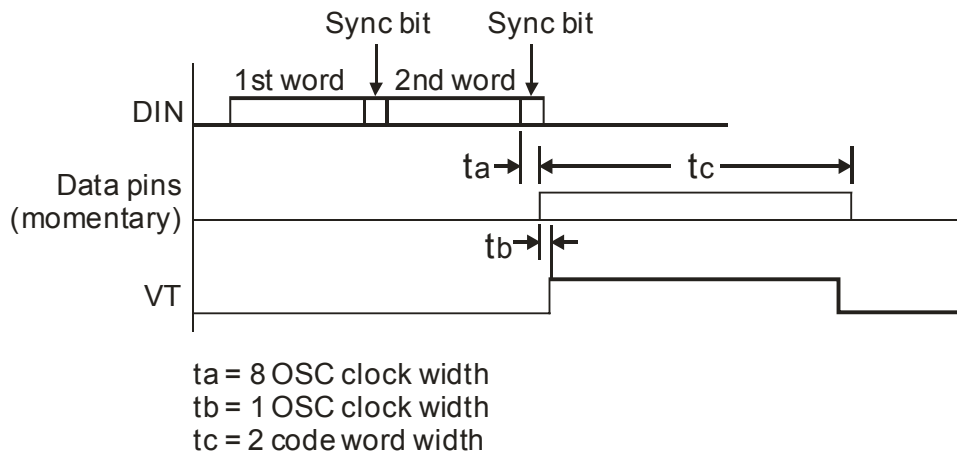 Sync bit Sync bit
1st word 2nd word
DIN
ta tc
Data pins
(momentary)
tb
VT
ta = 8 OSC clock width
tb = 1 OSC clock width
tc = 2 code word width